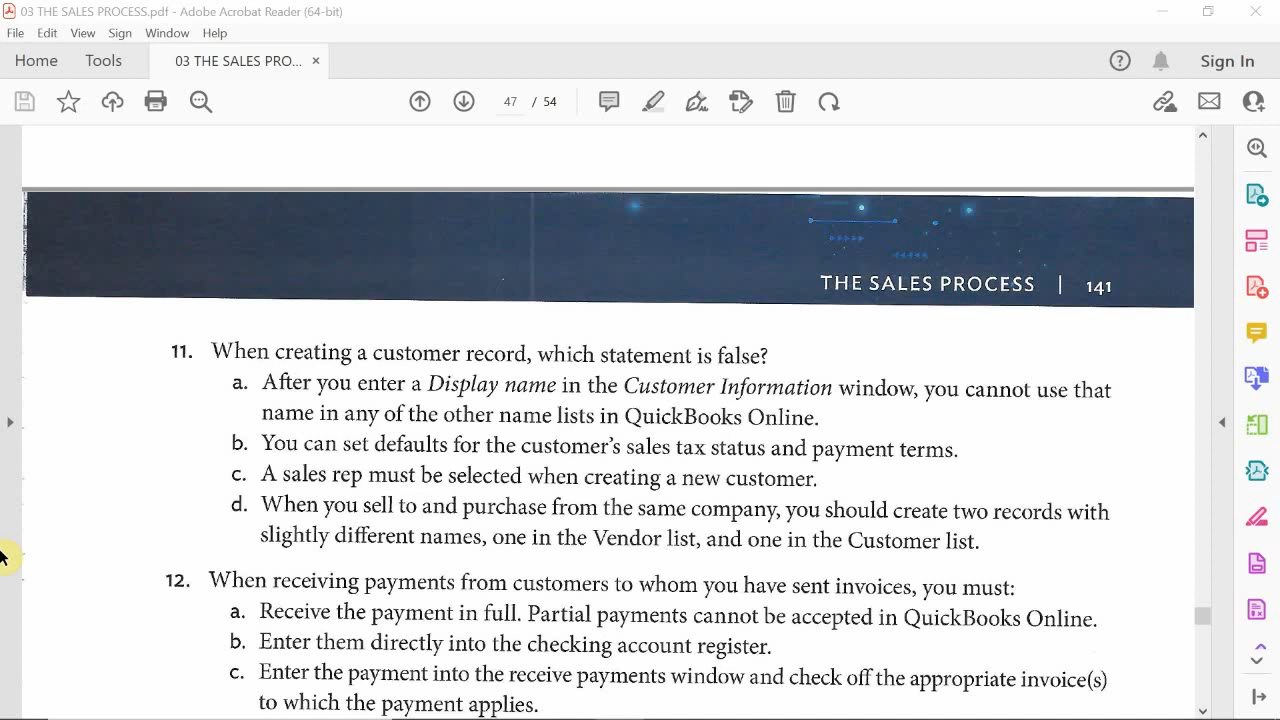 03 THE SALES PROCESS.pdf - Adobe Acrobat Reader (64-bit)
File Edit View Sign Window Help
Home Tools 03 THE SALES PRO... × Sign In
47 / 54
THE SALES PROCESS | 141
11. When creating a customer record, which statement is false?
a. After you enter a Display name in the Customer Information window, you cannot use that
name in any of the other name lists in QuickBooks Online.
b. You can set defaults for the customer's sales tax status and payment terms.
c. A sales rep must be selected when creating a new customer.
d. When you sell to and purchase from the same company, you should create two records with
slightly different names, one in the Vendor list, and one in the Customer list.
12. When receiving payments from customers to whom you have sent invoices, you must:
a. Receive the payment in full. Partial payments cannot be accepted in QuickBooks Online.
b. Enter them directly into the checking account register.
c. Enter the payment into the receive payments window and check off the appropriate invoice(s)
to which the payment applies.